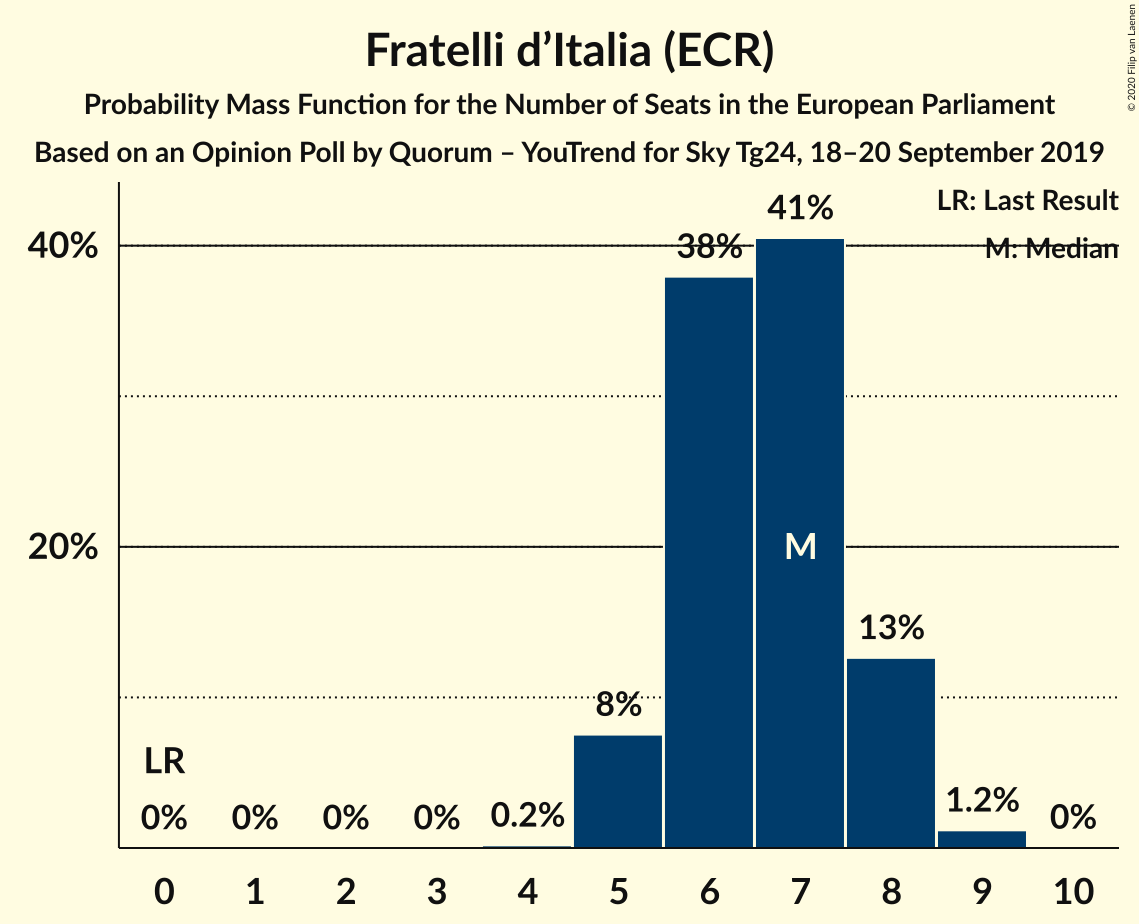 Fratelli d’Italia (ECR)
Probability Mass Function for the Number of Seats in the European Parliament
Based on an Opinion Poll by Quorum – YouTrend for Sky Tg24, 18–20 September 2019
© 2020 Filip van Laenen
LR: Last Result
M: Median
40%
20%
LR
0%
0%
0%
0%
0.2%
8%
38%
41%
M
13%
1.2%
0%
0 1 2 3 4 5 6 7 8 9 10